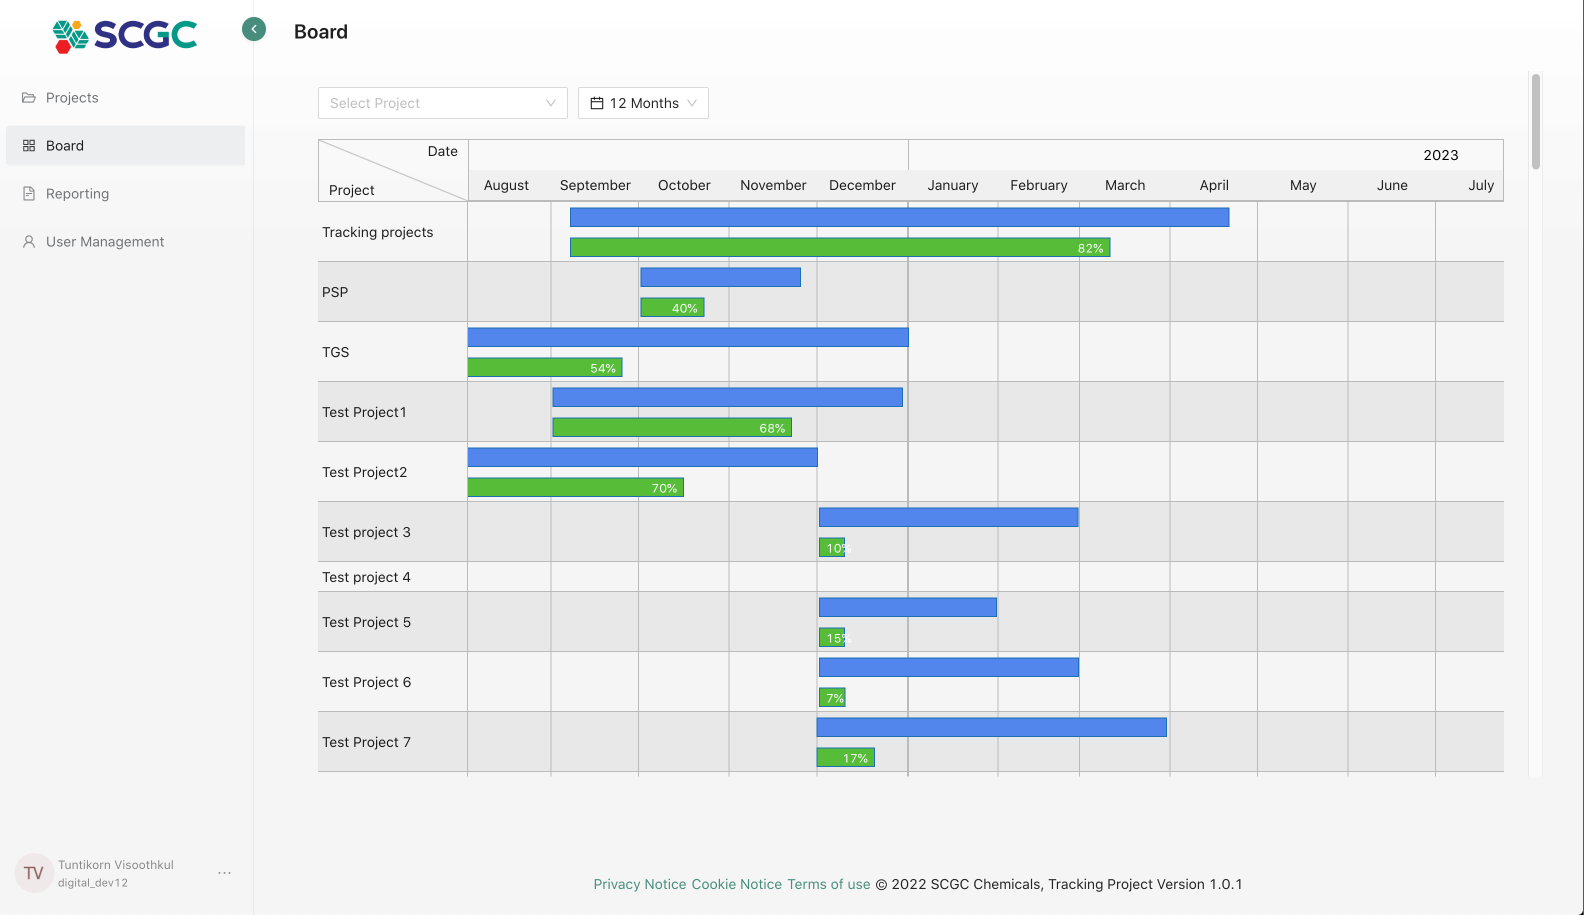 SCGC
Board
Projects
Board
Reporting
User Management
Select Project
12 Months
Date
Project
2023
August September October November December January February March April May June July
Tracking projects
82%
PSP
40%
TGS
54%
Test Project1
68%
Test Project2
70%
Test project 3
10%
Test project 4
Test Project 5
15%
Test Project 6
7%
Test Project 7
17%
TV
Tuntikorn Visoothkul
digital_dev12
...
Privacy Notice Cookie Notice Terms of use © 2022 SCGC Chemicals, Tracking Project Version 1.0.1